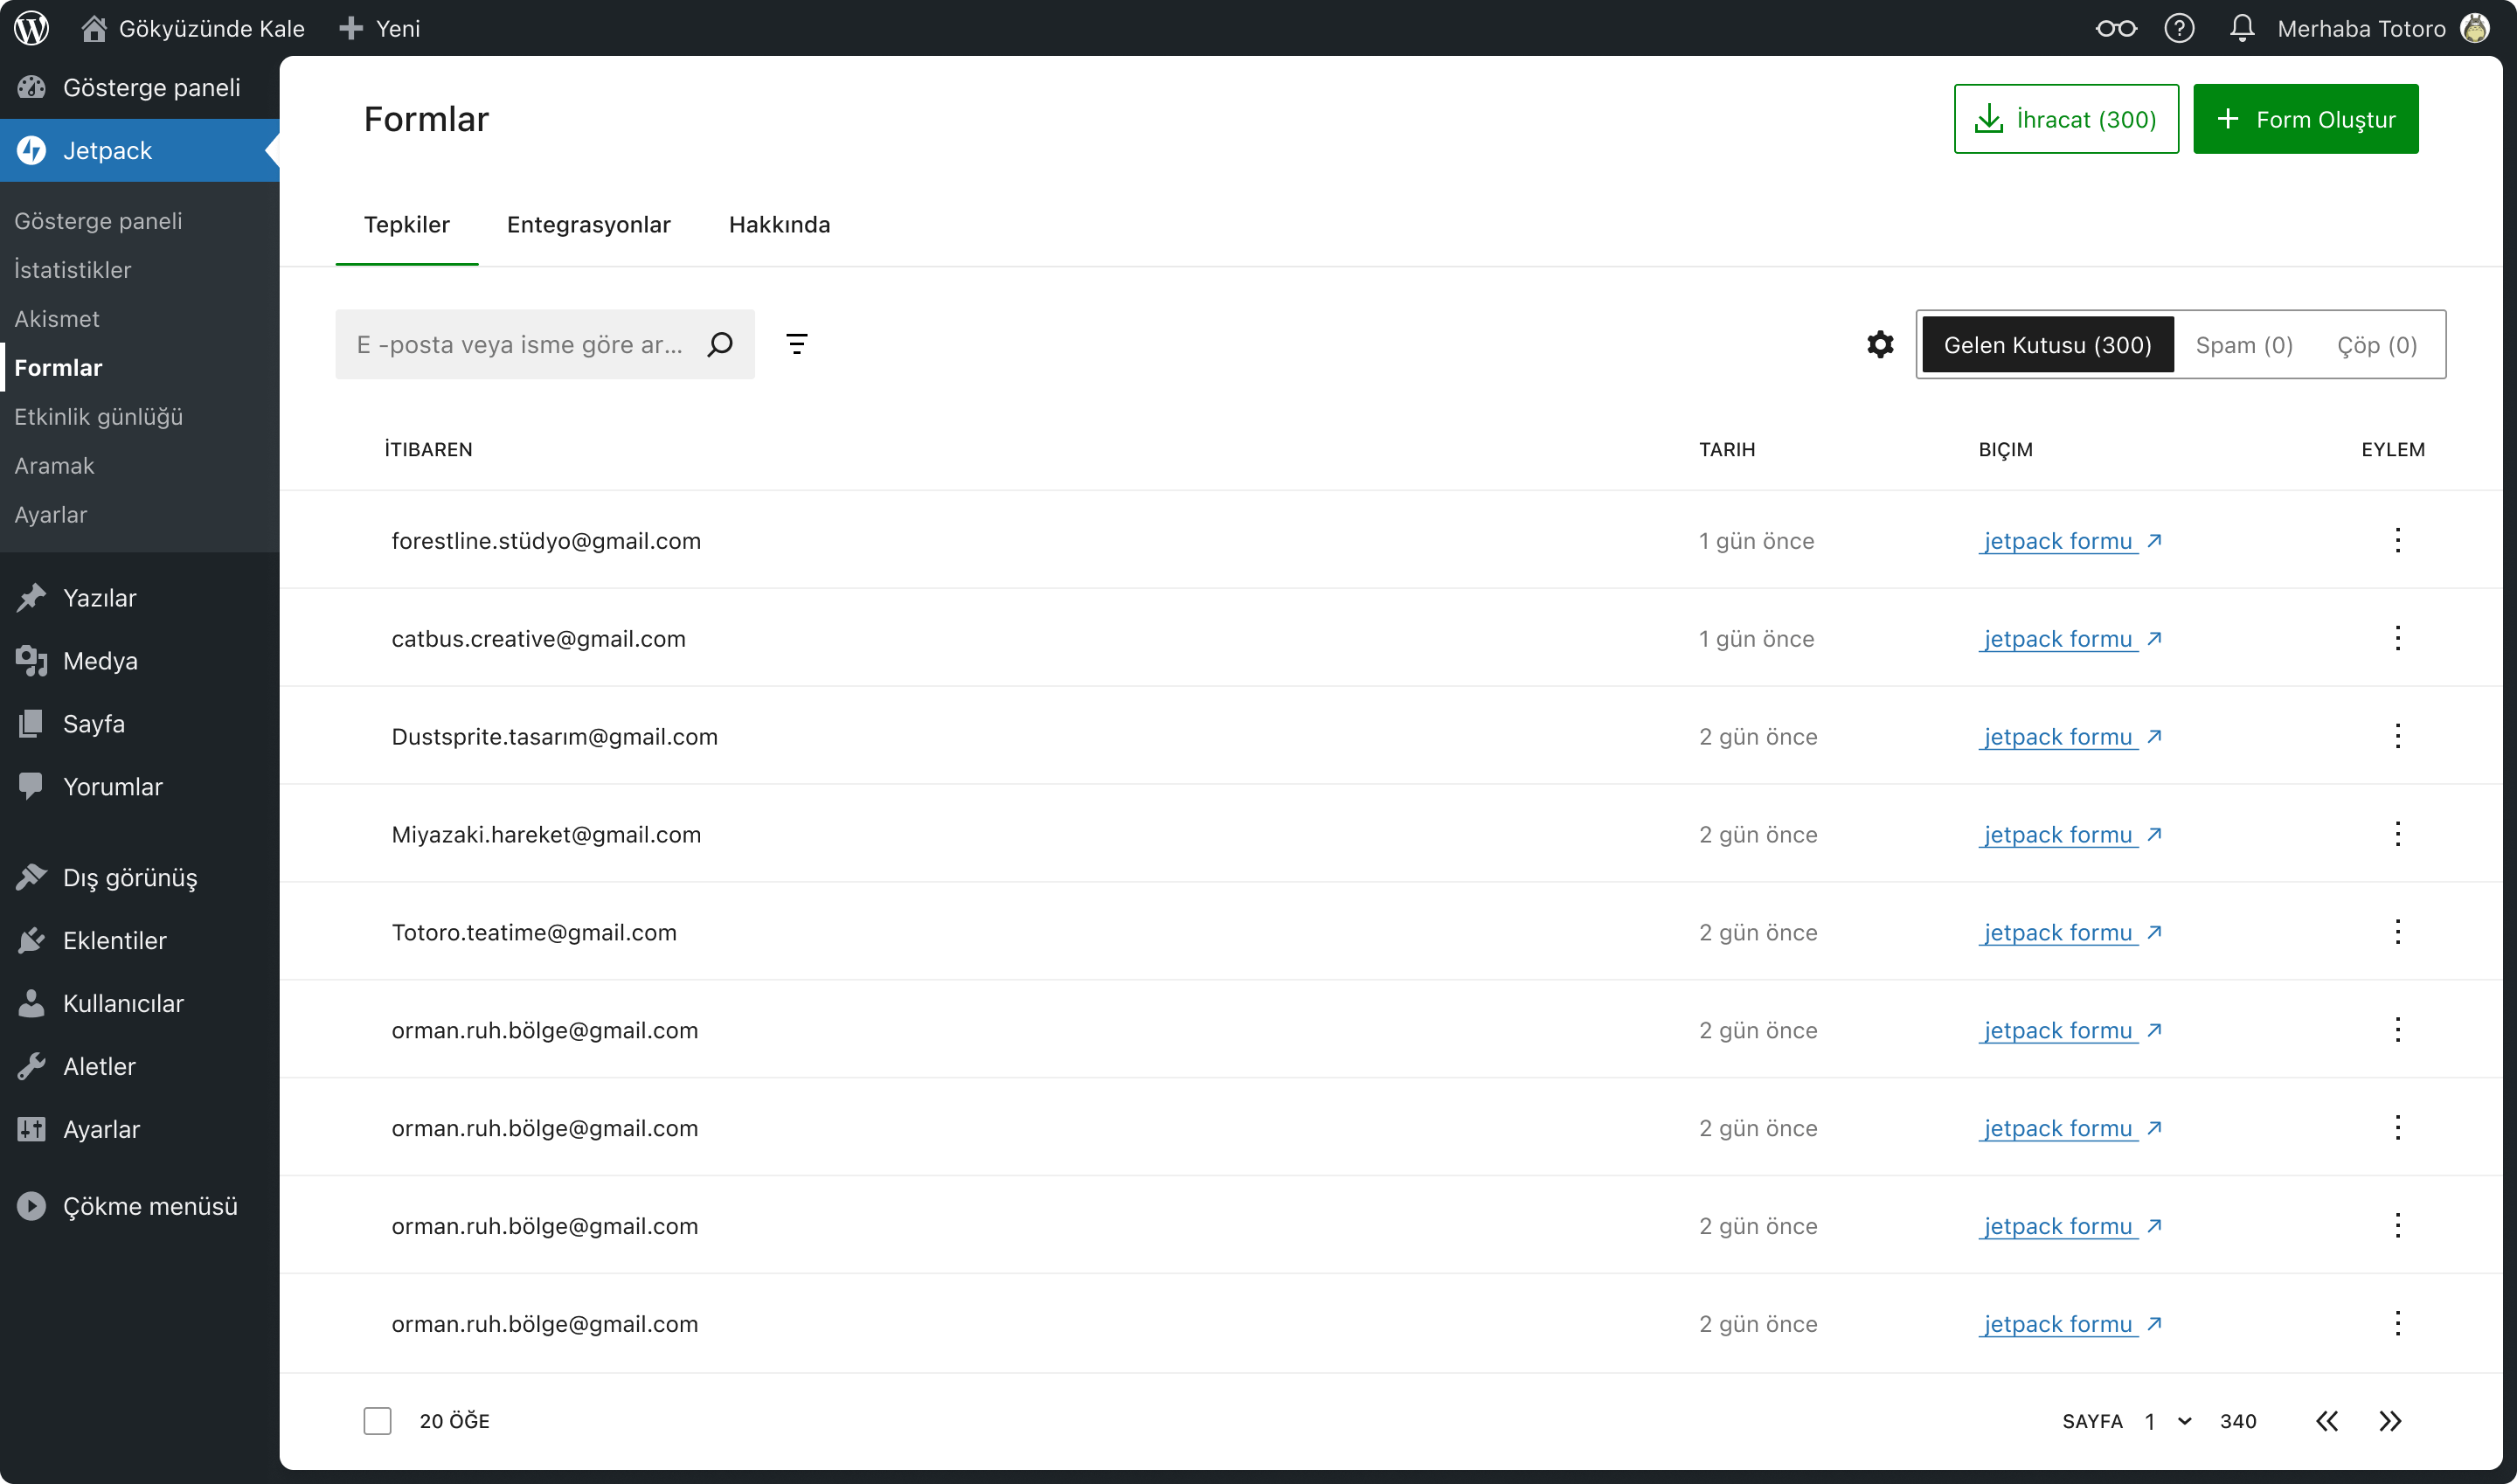 Gökyüzünde Kale
Yeni
Merhaba Totoro
Gösterge paneli
Jetpack
Gösterge paneli
İstatistikler
Akismet
Formlar
Etkinlik günlüğü
Aramak
Ayarlar
Yazılar
Medya
Sayfa
Yorumlar
Dış görünüş
Eklentiler
Kullanıcılar
Aletler
Ayarlar
Çökme menüsü
Formlar
İhracat (300)
Form Oluştur
Tepkiler Entegrasyonlar Hakkında
E -posta veya isme göre ar...
Gelen Kutusu (300) Spam (0) Çöp (0)
İTIBAREN TARIH BIÇIM EYLEM
forestline.stüdyo@gmail.com 1 gün önce jetpack formu
catbus.creative@gmail.com 1 gün önce jetpack formu
Dustsprite.tasarım@gmail.com 2 gün önce jetpack formu
Miyazaki.hareket@gmail.com 2 gün önce jetpack formu
Totoro.teatime@gmail.com 2 gün önce jetpack formu
orman.ruh.bölge@gmail.com 2 gün önce jetpack formu
orman.ruh.bölge@gmail.com 2 gün önce jetpack formu
orman.ruh.bölge@gmail.com 2 gün önce jetpack formu
orman.ruh.bölge@gmail.com 2 gün önce jetpack formu
20 ÖĞE SAYFA 1 340